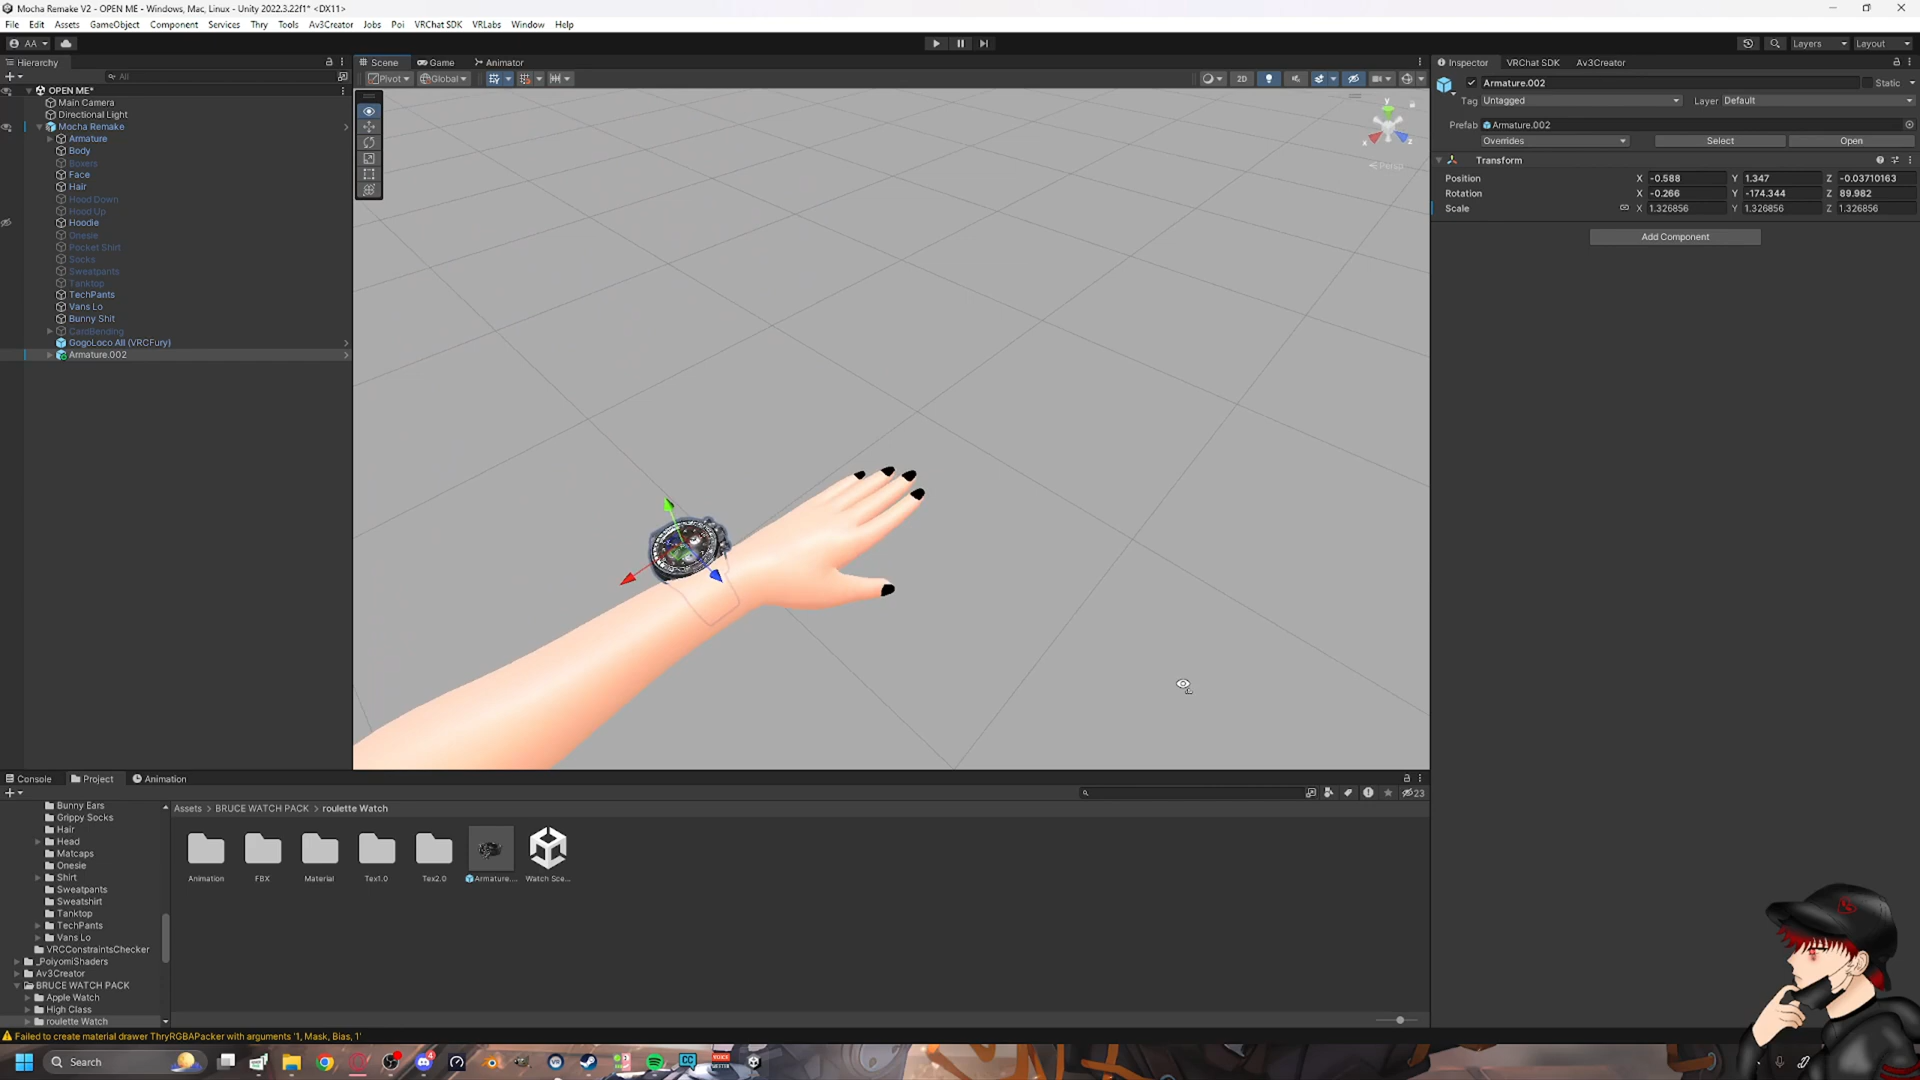 Mocha Remake V2 - OPEN ME - Windows, Mac, Linux - Unity 2022.3.22f1* <DX11>
File Edit Assets GameObject Component Services Thry Tools Av3Creator Jobs Poi VRChat SDK VRLabs Window Help
AA
Layers Layout
Hierarchy
All
OPEN ME*
Main Camera
Directional Light
Mocha Remake
Armature
Body
Boxers
Face
Hair
Hood Down
Hood Up
Hoodie
Onesie
Pocket Shirt
Socks
Sweatpants
Tanktop
TechPants
Vans Lo
Bunny Shit
CardBending
GogoLoco All (VRCFury)
Armature.002
Scene Game Animator
Pivot Global
2D
y
x z
Persp
Inspector VRChat SDK Av3Creator
Armature.002 Static
Tag Untagged Layer Default
Prefab Armature.002
Overrides Select Open
Transform
Position X -0.588 Y 1.347 Z -0.03710163
Rotation X -0.266 Y -174.344 Z 89.982
Scale X 1.326856 Y 1.326856 Z 1.326856
Add Component
Console Project Animation
23
Bunny Ears
Grippy Socks
Hair
Head
Matcaps
Onesie
Shirt
Sweatpants
Sweatshirt
Tanktop
TechPants
Vans Lo
VRCConstraintsChecker
_PoiyomiShaders
Av3Creator
BRUCE WATCH PACK
Apple Watch
High Class
roulette Watch
Assets > BRUCE WATCH PACK > roulette Watch
Animation FBX Material Tex1.0 Tex2.0 Armature.... Watch Sce...
Failed to create material drawer ThryRGBAPacker with arguments '1, Mask, Bias, 1'
Search